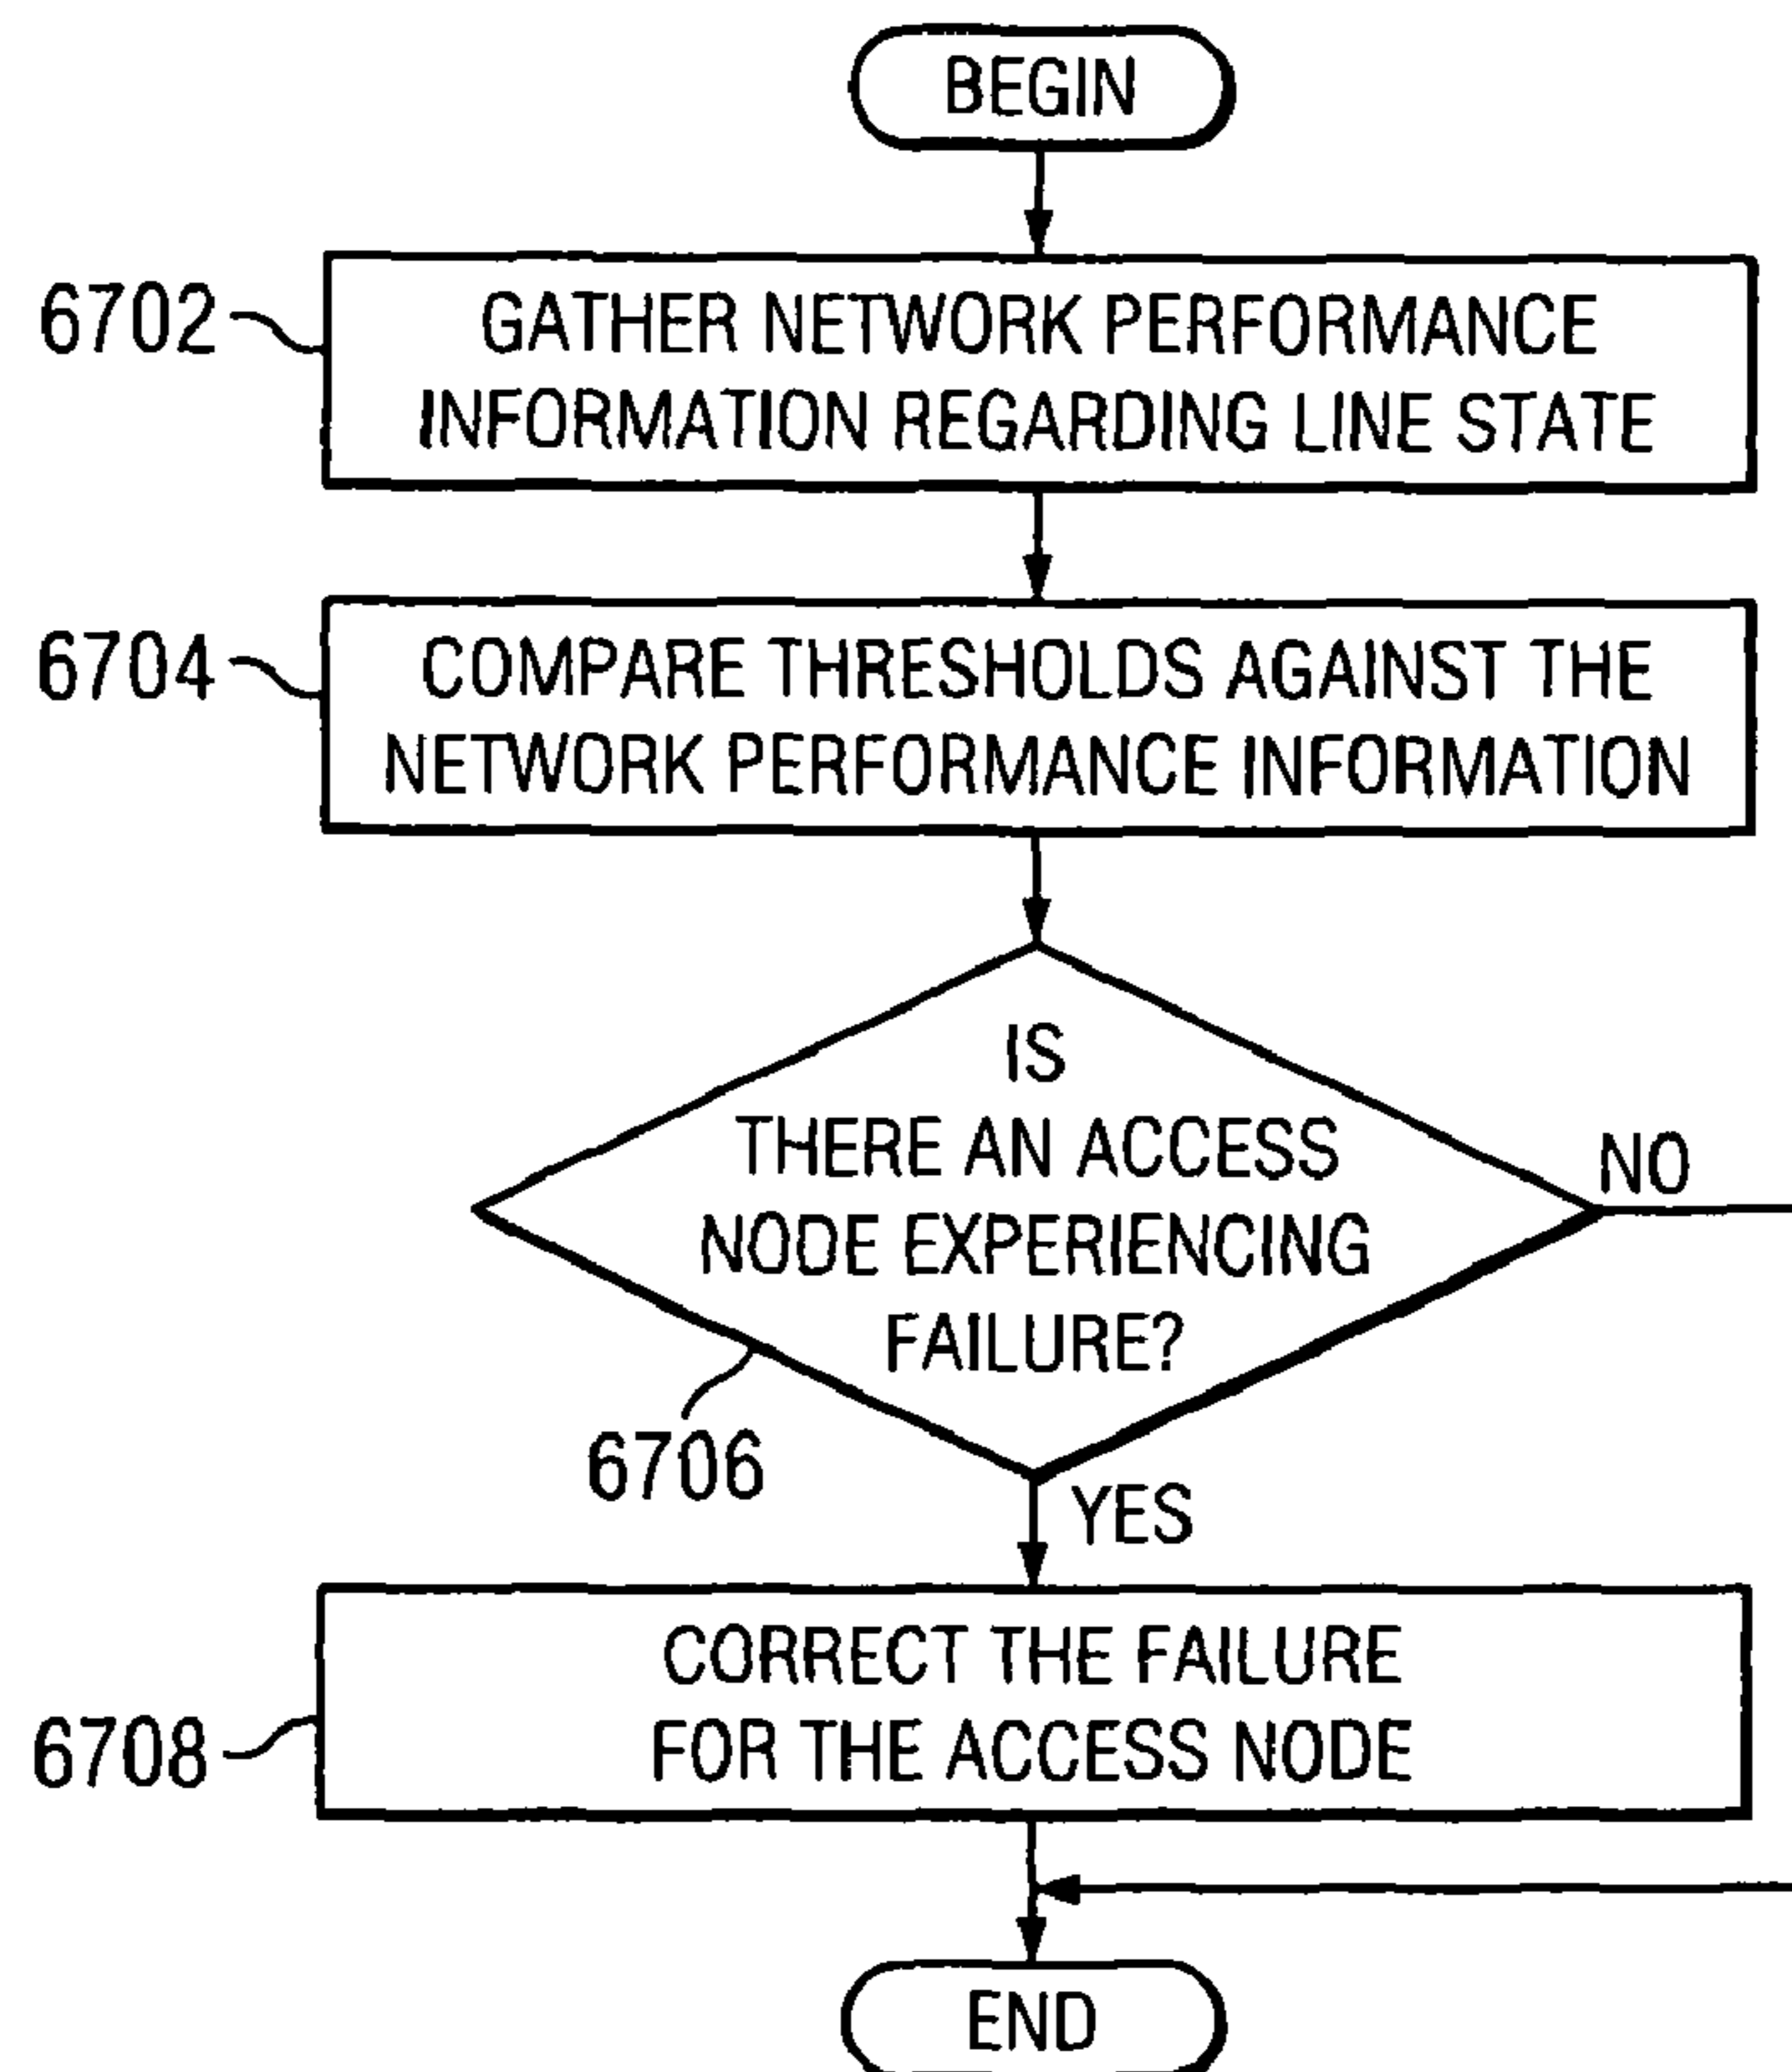 BEGIN
6702
GATHER NETWORK PERFORMANCE
INFORMATION REGARDING LINE STATE
6704
COMPARE THRESHOLDS AGAINST THE
NETWORK PERFORMANCE INFORMATION
IS
THERE AN ACCESS
NODE EXPERIENCING
FAILURE?
NO
6706
YES
CORRECT THE FAILURE
FOR THE ACCESS NODE
6708
END